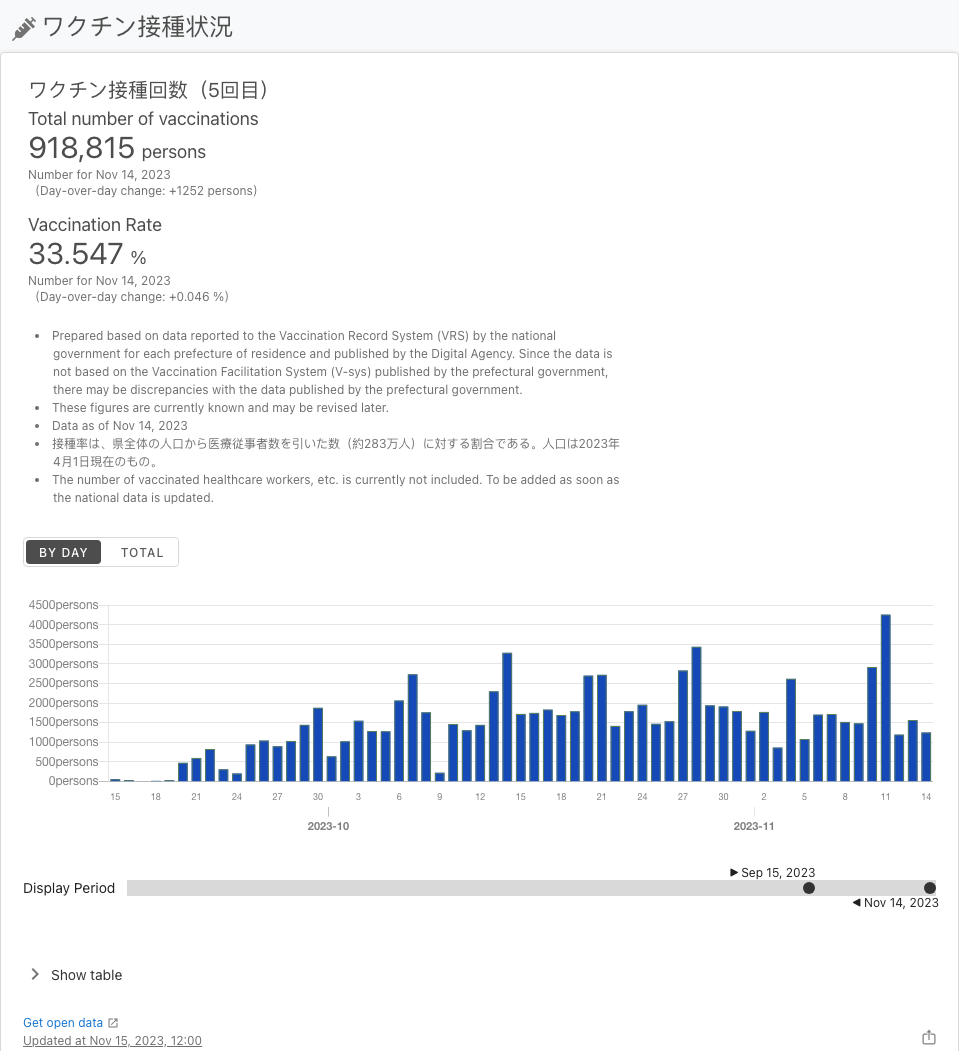 ワクチン接種状況
ワクチン接種回数（5回目）
Total number of vaccinations
918,815 persons
Number for Nov 14, 2023
（Day-over-day change: +1252 persons)
Vaccination Rate
33.547 %
Number for Nov 14, 2023
（Day-over-day change: +0.046 %)
• Prepared based on data reported to the Vaccination Record System (VRS) by the national
government for each prefecture of residence and published by the Digital Agency. Since the data is
not based on the Vaccination Facilitation System (V-sys) published by the prefectural government,
there may be discrepancies with the data published by the prefectural government.
• These figures are currently known and may be revised later.
• Data as of Nov 14, 2023
• 接種率は、県全体の人口から医療従事者数を引いた数（約283万人）に対する割合である。人口は2023年
4月1日現在のもの。
• The number of vaccinated healthcare workers, etc. is currently not included. To be added as soon as
the national data is updated.
BY DAY TOTAL
4500persons
4000persons
3500persons
3000persons
2500persons
2000persons
1500persons
1000persons
500persons
0persons
15 18 21 24 27 30 3 6 9 12 15 18 21 24 27 30 2 5 8 11 14
2023-10 2023-11
Sep 15, 2023
Display Period
Nov 14, 2023
Show table
Get open data
Updated at Nov 15, 2023, 12:00